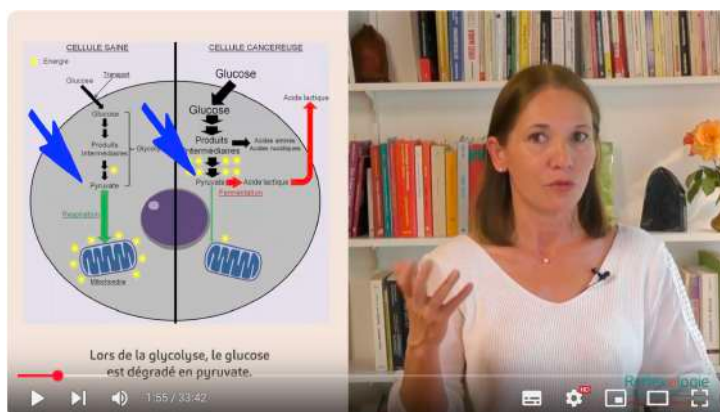 CELLULE SAINE
CELLULE CANCEREUSE
Energie
Transport
Glucose
Glucose
Glucose
Glucose
Acide lactique
Produits
Intermédiaires
Produits
Intermédiaires
Acides aminés
Acides nucléiques
Pyruvate
Pyruvate
Acide lactique
Fermentation
Respiration
Mitochondrie
Lors de la glycolyse, le glucose
est dégradé en pyruvate.
1:55 / 33:42
HD